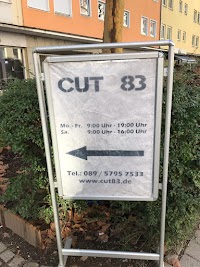 CUT 83
Mo.- Fr. 9:00 Uhr - 19:00 Uhr
Sa. 9:00 Uhr - 16:00 Uhr
Tel.: 089 / 5795 7533
www.cut83.de